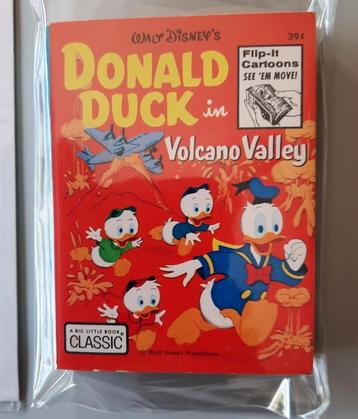 WALT DISNEY'S
39¢
DONALD
DUCK in
Volcano Valley
Flip-It
Cartoons
SEE 'EM MOVE!
A BIG LITTLE BOOK®
CLASSIC
© Walt Disney Productions